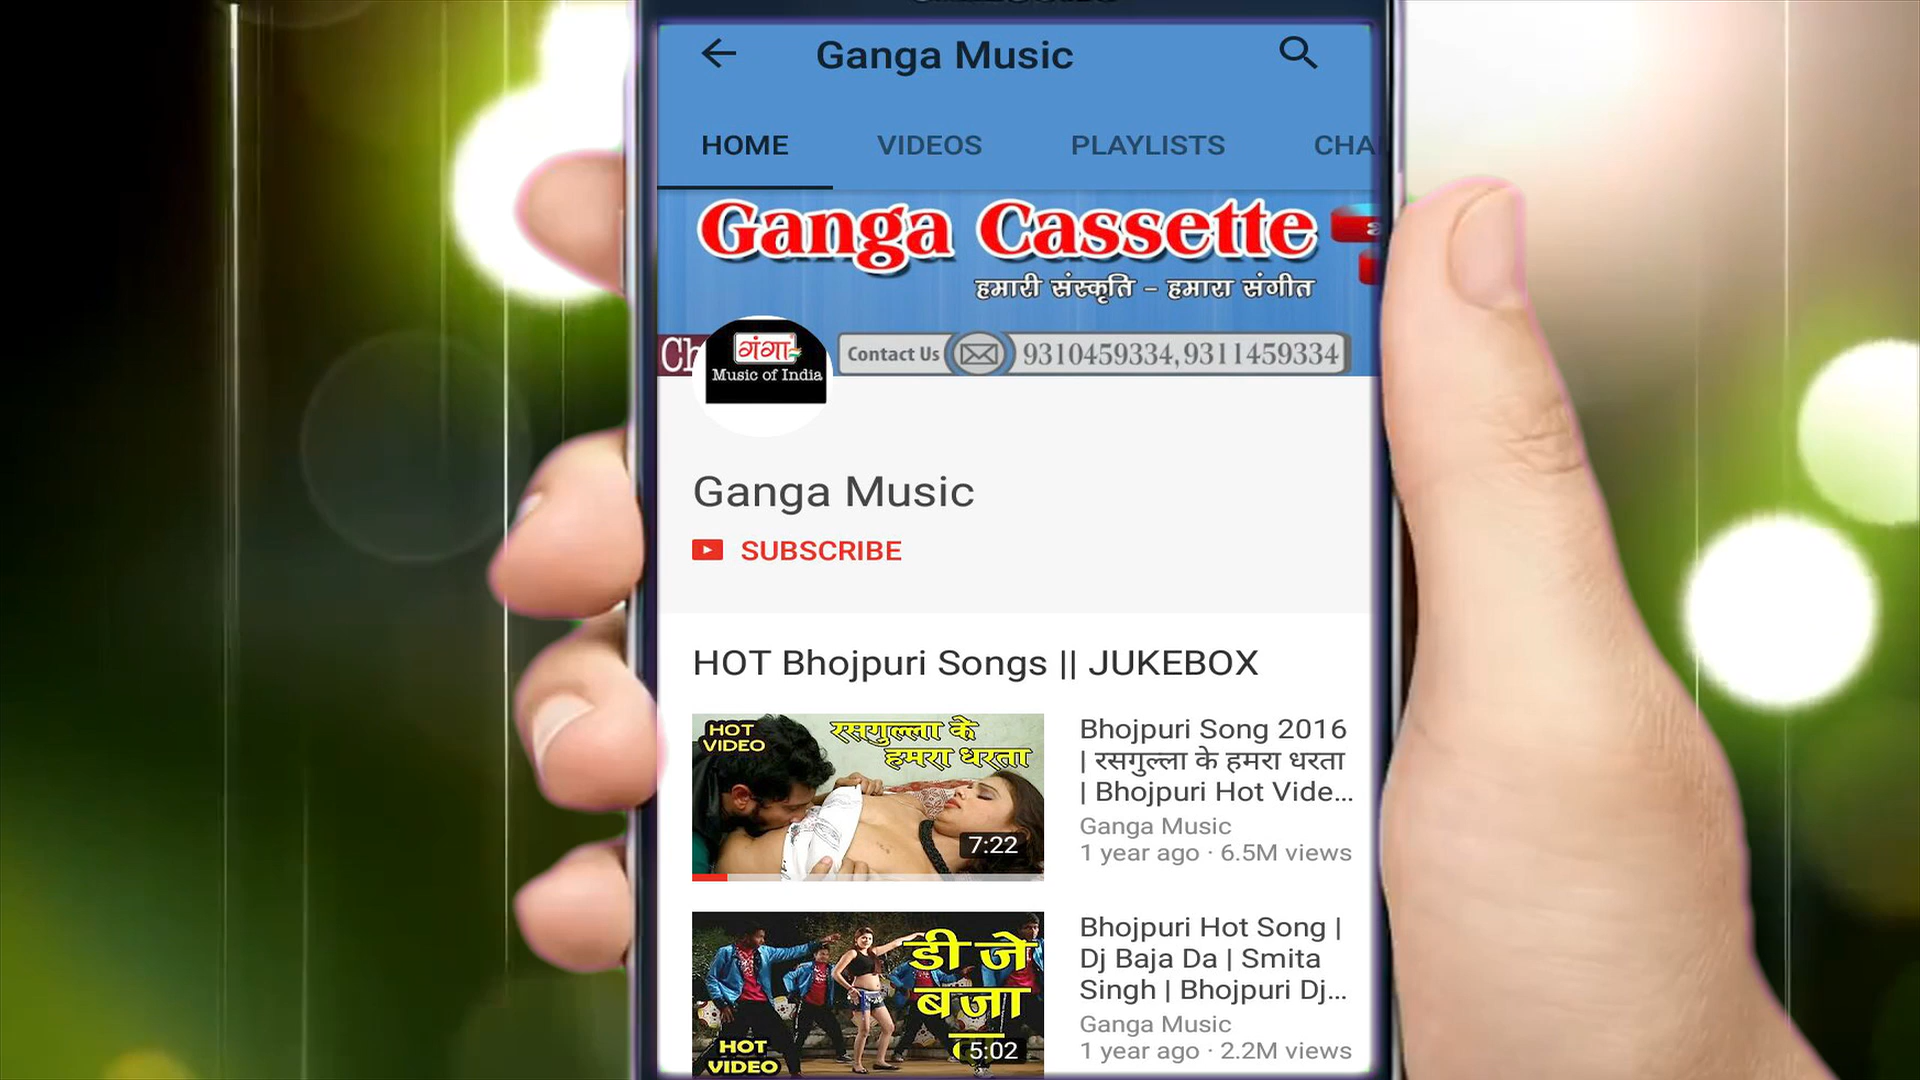 Ganga Music
HOME VIDEOS PLAYLISTS CHA
Ganga Cassette
हमारी संस्कृति - हमारा संगीत
Ch
गंगा
Music of India
Contact Us 9310459334,9311459334
Ganga Music
SUBSCRIBE
HOT Bhojpuri Songs || JUKEBOX
HOT
VIDEO
रसगुल्ला के
हमरा धरता
7:22
Bhojpuri Song 2016
| रसगुल्ला के हमरा धरता
| Bhojpuri Hot Vide...
Ganga Music
1 year ago · 6.5M views
डी जे
बजा
HOT
VIDEO
5:02
Bhojpuri Hot Song |
Dj Baja Da | Smita
Singh | Bhojpuri Dj...
Ganga Music
1 year ago · 2.2M views